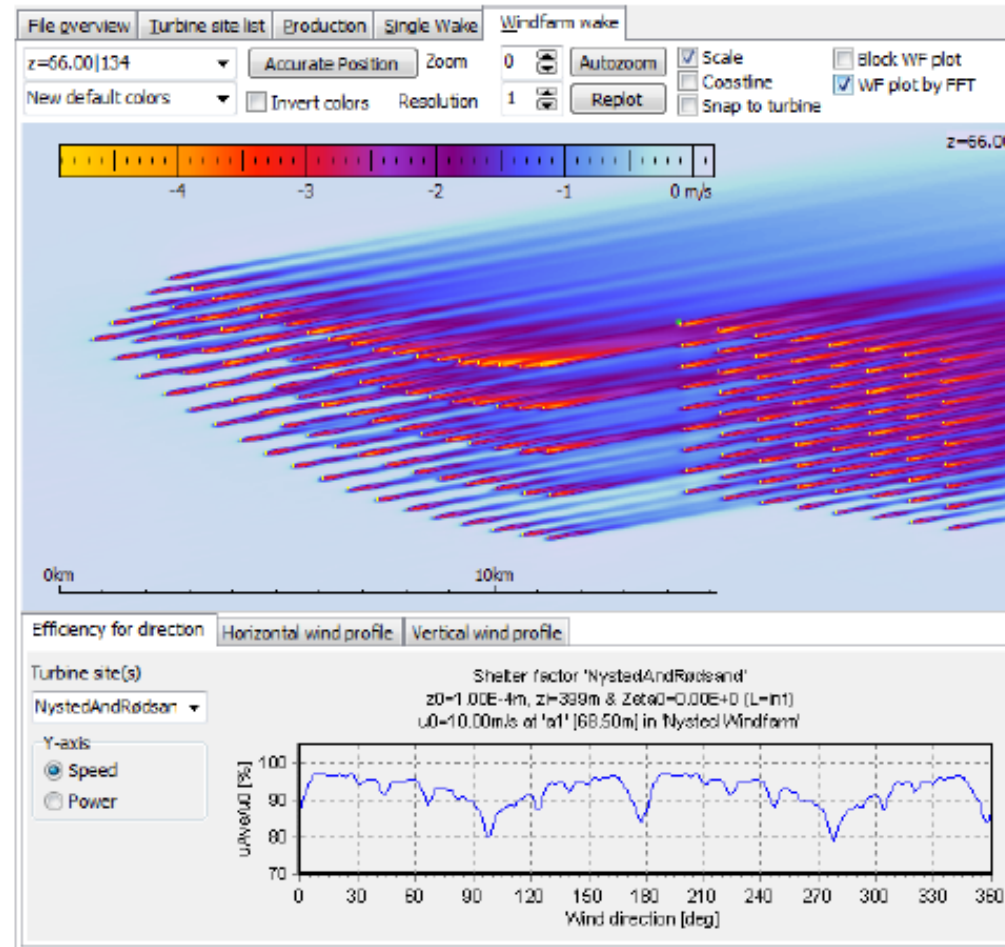 File overview Turbine site list Production Single Wake Windfarm wake
z=66.00|134 Accurate Position Zoom 0 Autozoom Scale Block WF plot
Coastline WF plot by FFT
New default colors Invert colors Resolution 1 Replot Snap to turbine
z=66.00
-4 -3 -2 -1 0 m/s
0km 10km
Efficiency for direction Horizontal wind profile Vertical wind profile
Turbine site(s)
NystedAndRødsar
Y-axis
Speed
Power
Shelter factor 'NystedAndRødsand'
z0=1.00E-4m, zi=399m & Zeta0=0.00E+0 (L=Inf)
u0=10.00m/s at 'a1' [68.50m] in 'Nysted Windfarm'
uAve/u0 [%]
100
90
80
70
0 30 60 90 120 150 180 210 240 270 300 330 360
Wind direction [deg]